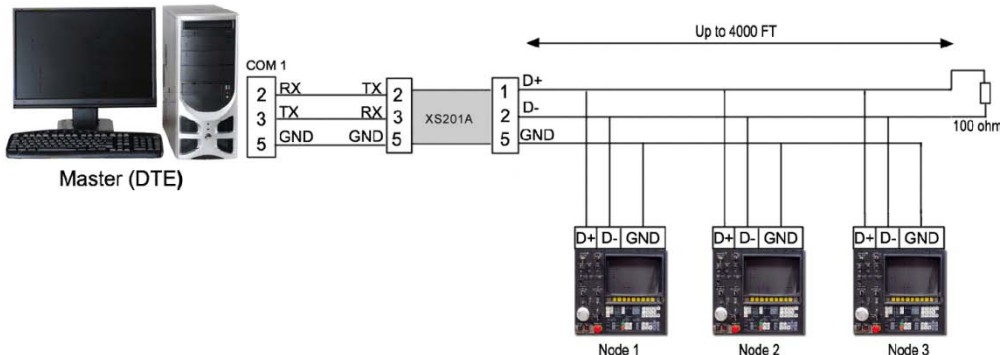 Up to 4000 FT
COM 1
2 RX TX 2
3 TX RX 3
5 GND GND 5
XS201A
1 D+
2 D-
5 GND
100 ohm
Master (DTE)
D+ D- GND
D+ D- GND
D+ D- GND
Node 1
Node 2
Node 3